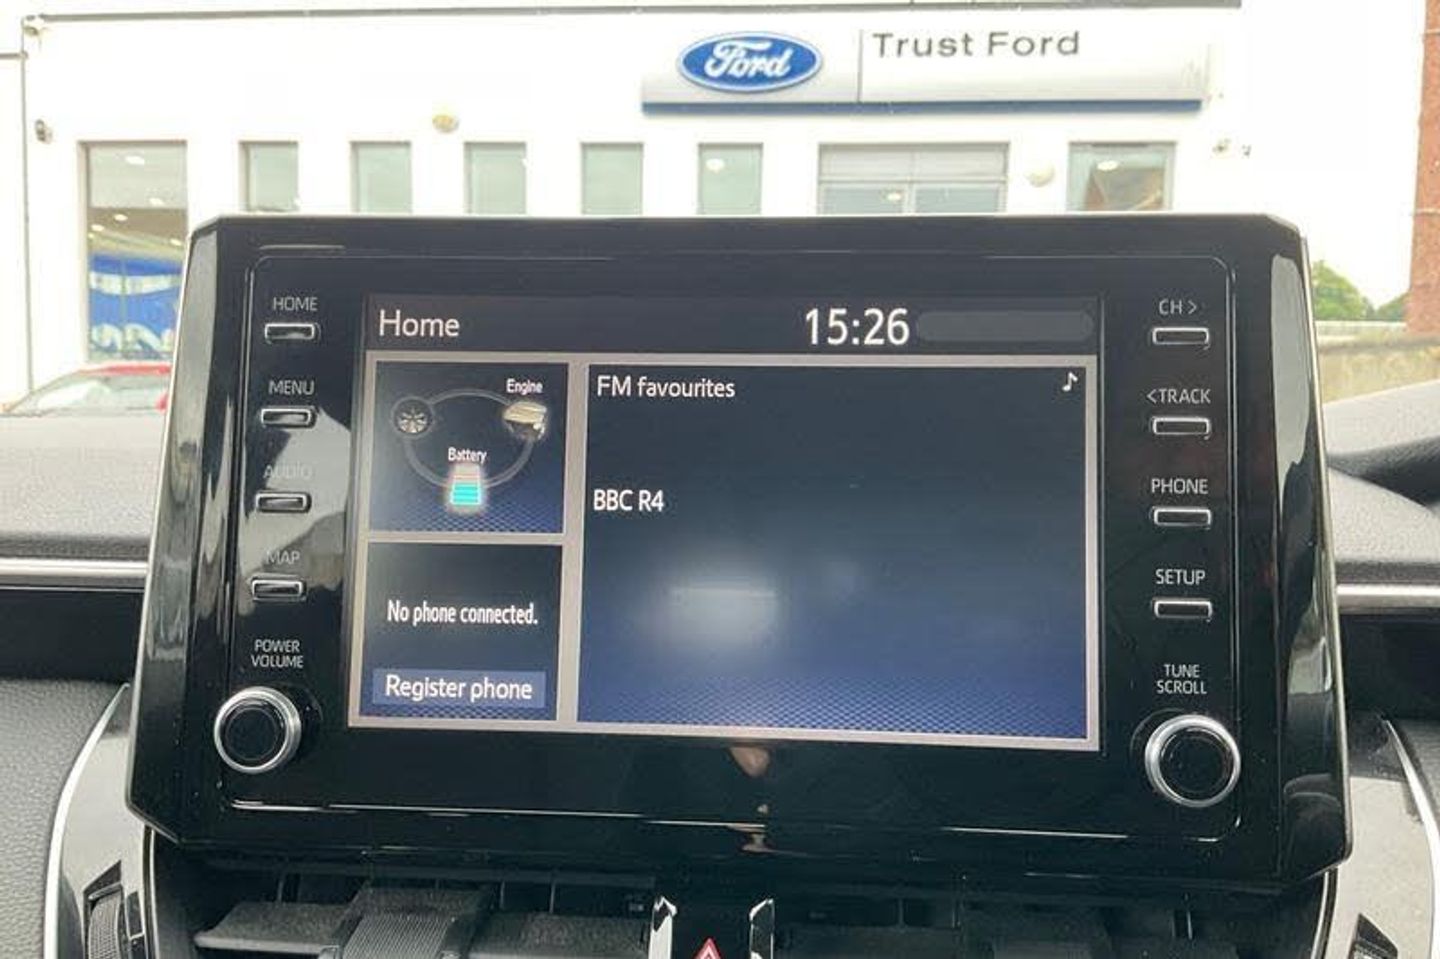 Ford
Trust Ford
HOME
MENU
AUDIO
MAP
POWER
VOLUME
Home
15:26
Engine
Battery
No phone connected.
Register phone
FM favourites
BBC R4
CH >
<TRACK
PHONE
SETUP
TUNE
SCROLL